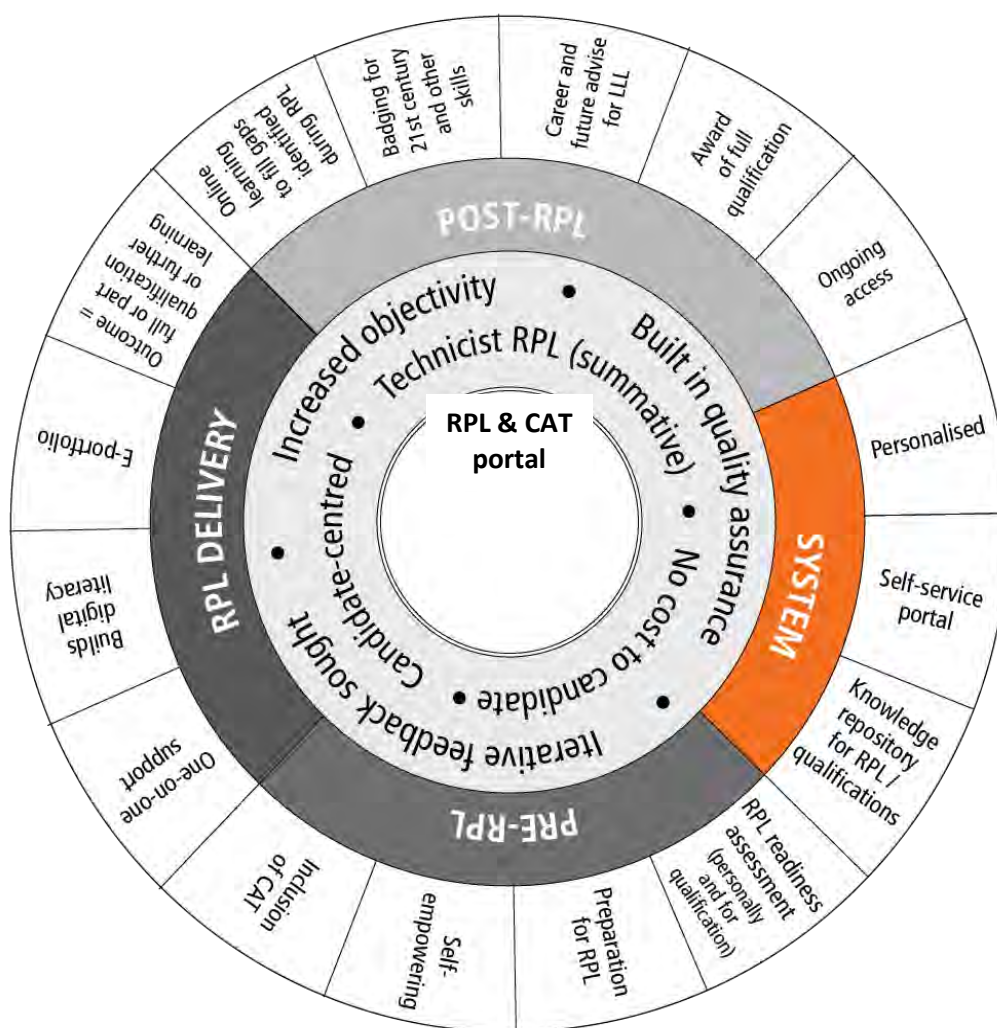 RPL & CAT
portal
Technicist RPL (summative)
No cost to candidate
Candidate-centred
Increased objectivity
Built in quality assurance
Iterative feedback sought
POST-RPL
SYSTEM
PRE-RPL
RPL DELIVERY
Badging for
21st century
and other
skills
Career and
future advise
for LLL
Award
of full
qualification
Ongoing
access
Personalised
Self-service
portal
Knowledge
repository
for RPL /
qualifications
RPL readiness
assessment
(personally
and for
qualification)
Preparation
for RPL
Self-
empowering
Inclusion
of CAT
One-on-one
support
Builds
digital
literacy
E-portfolio
Outcome =
full or part
qualification
or further
learning
Online
learning
to fill gaps
identified
during RPL